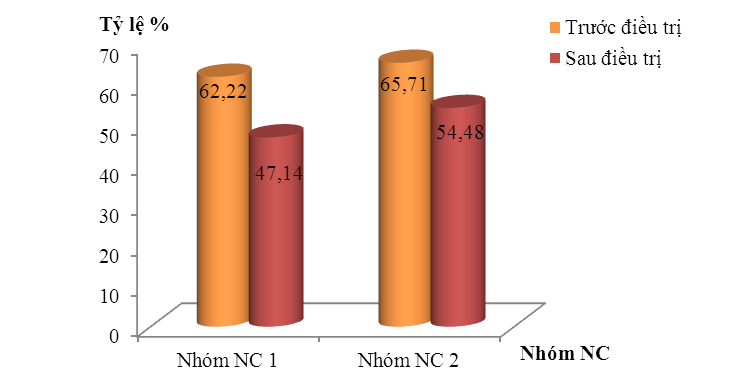 Tỷ lệ %
Trước điều trị
Sau điều trị
70
60
50
40
30
20
10
0
62,22
47,14
65,71
54,48
Nhóm NC 1
Nhóm NC 2
Nhóm NC